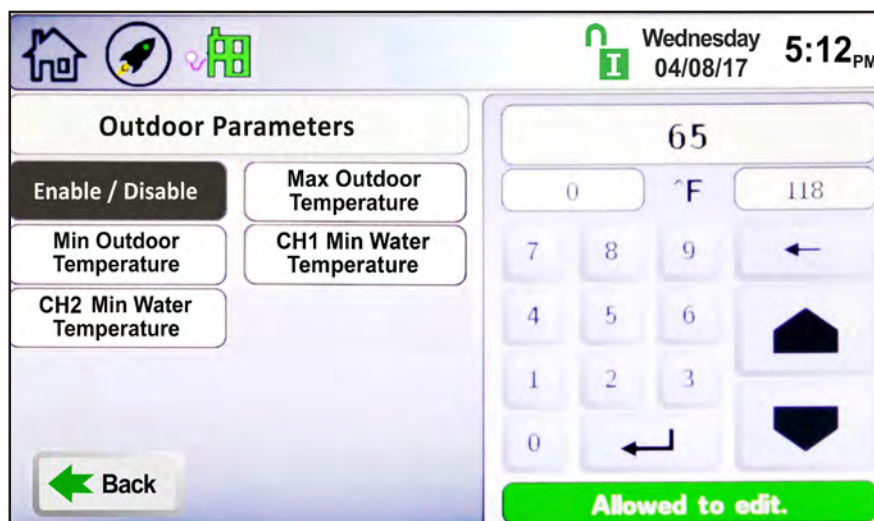 Wednesday
04/08/17
5:12 PM
I
Outdoor Parameters
Enable / Disable
Max Outdoor
Temperature
Min Outdoor
Temperature
CH1 Min Water
Temperature
CH2 Min Water
Temperature
Back
65
0 °F 118
7 8 9
4 5 6
1 2 3
0
Allowed to edit.